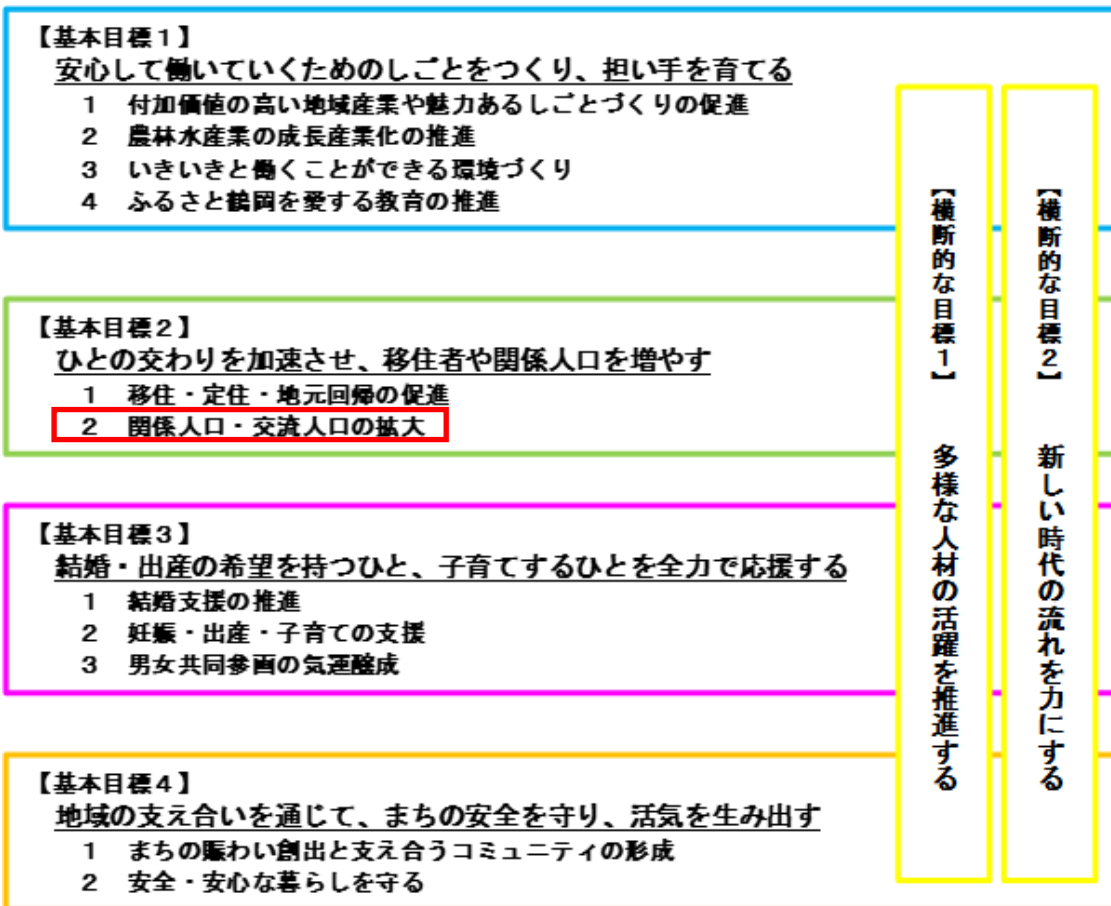 【基本目標１】
安心して働いていくためのしごとをつくり、担い手を育てる
1 付加価値の高い地域産業や魅力あるしごとづくりの促進
2 農林水産業の成長産業化の推進
3 いきいきと働くことができる環境づくり
4 ふるさと鶴岡を愛する教育の推進
【基本目標２】
ひとの交わりを加速させ、移住者や関係人口を増やす
1 移住・定住・地元回帰の促進
2 関係人口・交流人口の拡大
【基本目標３】
結婚・出産の希望を持つひと、子育てするひとを全力で応援する
1 結婚支援の推進
2 妊娠・出産・子育ての支援
3 男女共同参画の気運醸成
【基本目標４】
地域の支え合いを通じて、まちの安全を守り、活気を生み出す
1 まちの賑わい創出と支え合うコミュニティの形成
2 安全・安心な暮らしを守る
【横断的な目標１】 多様な人材の活躍を推進する
【横断的な目標２】 新しい時代の流れを力にする